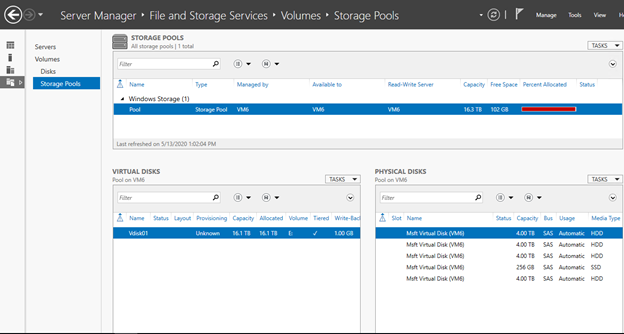 Server Manager ‣ File and Storage Services ‣ Volumes ‣ Storage Pools
Manage Tools View H
Servers
Volumes
Disks
Storage Pools
STORAGE POOLS
All storage pools | 1 total
TASKS
Filter
Name Type Managed by Available to Read-Write Server Capacity Free Space Percent Allocated Status
Windows Storage (1)
Pool Storage Pool VM6 VM6 VM6 16.3 TB 102 GB
Last refreshed on 5/13/2020 1:02:04 PM
VIRTUAL DISKS
Pool on VM6
TASKS
Filter
Name Status Layout Provisioning Capacity Allocated Volume Tiered Write-Back
Vdisk01 Unknown 16.1 TB 16.1 TB E: ✓ 1.00 GB
PHYSICAL DISKS
Pool on VM6
TASKS
Filter
Slot Name Status Capacity Bus Usage Media Type
Msft Virtual Disk (VM6) 4.00 TB SAS Automatic HDD
Msft Virtual Disk (VM6) 4.00 TB SAS Automatic HDD
Msft Virtual Disk (VM6) 4.00 TB SAS Automatic HDD
Msft Virtual Disk (VM6) 256 GB SAS Automatic SSD
Msft Virtual Disk (VM6) 4.00 TB SAS Automatic HDD